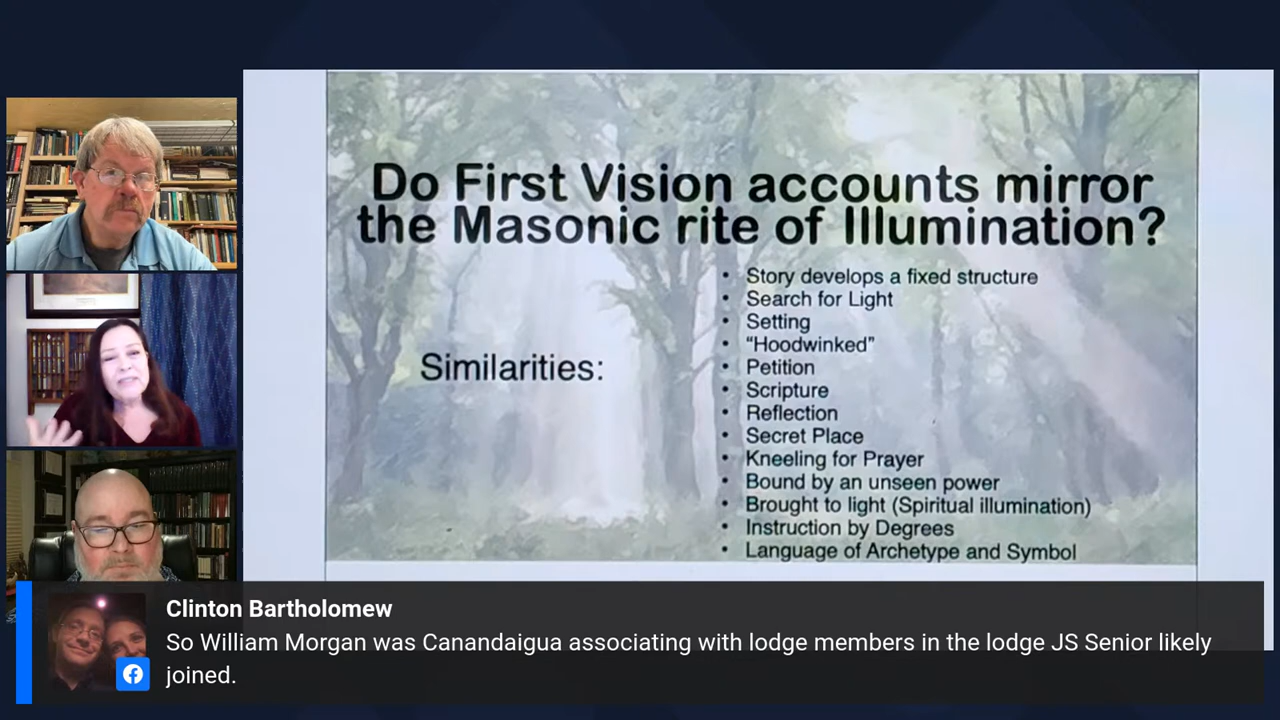 Do First Vision accounts mirror
the Masonic rite of Illumination?
Similarities:
• Story develops a fixed structure
• Search for Light
• Setting
• “Hoodwinked”
• Petition
• Scripture
• Reflection
• Secret Place
• Kneeling for Prayer
• Bound by an unseen power
• Brought to light (Spiritual illumination)
• Instruction by Degrees
• Language of Archetype and Symbol
Clinton Bartholomew
So William Morgan was Canandaigua associating with lodge members in the lodge JS Senior likely
joined.